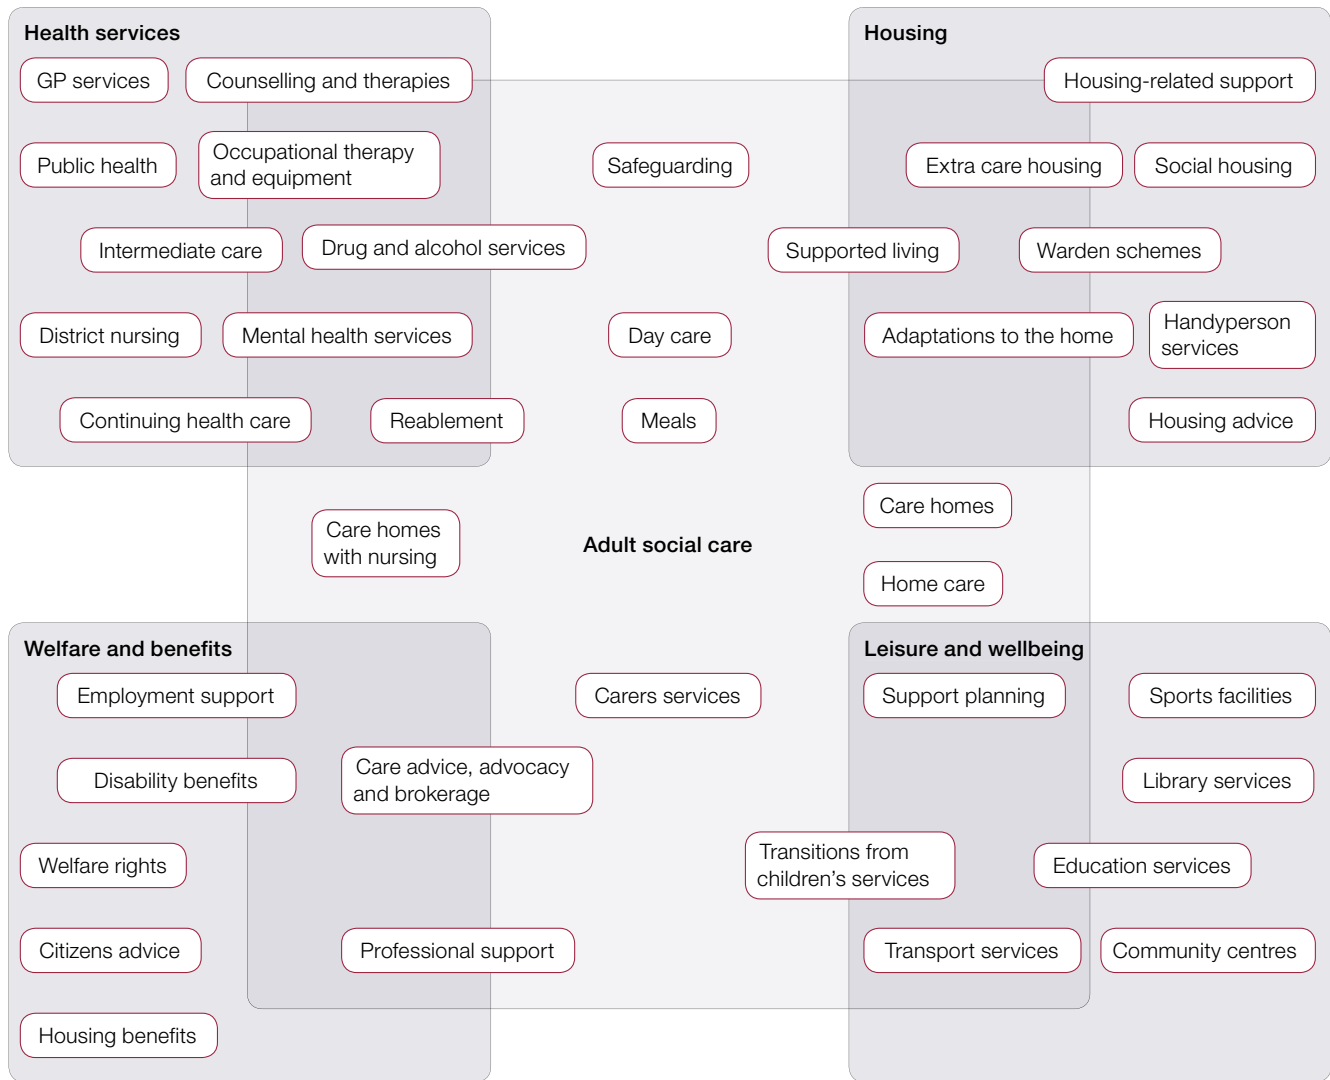 Health services
GP services
Counselling and therapies
Public health
Occupational therapy
and equipment
Intermediate care
Drug and alcohol services
District nursing
Mental health services
Continuing health care
Reablement
Safeguarding
Day care
Meals
Housing
Housing-related support
Extra care housing
Social housing
Supported living
Warden schemes
Adaptations to the home
Handyperson
services
Housing advice
Care homes
with nursing
Adult social care
Care homes
Home care
Welfare and benefits
Employment support
Disability benefits
Care advice, advocacy
and brokerage
Welfare rights
Citizens advice
Professional support
Housing benefits
Carers services
Leisure and wellbeing
Support planning
Sports facilities
Library services
Transitions from
children’s services
Education services
Transport services
Community centres